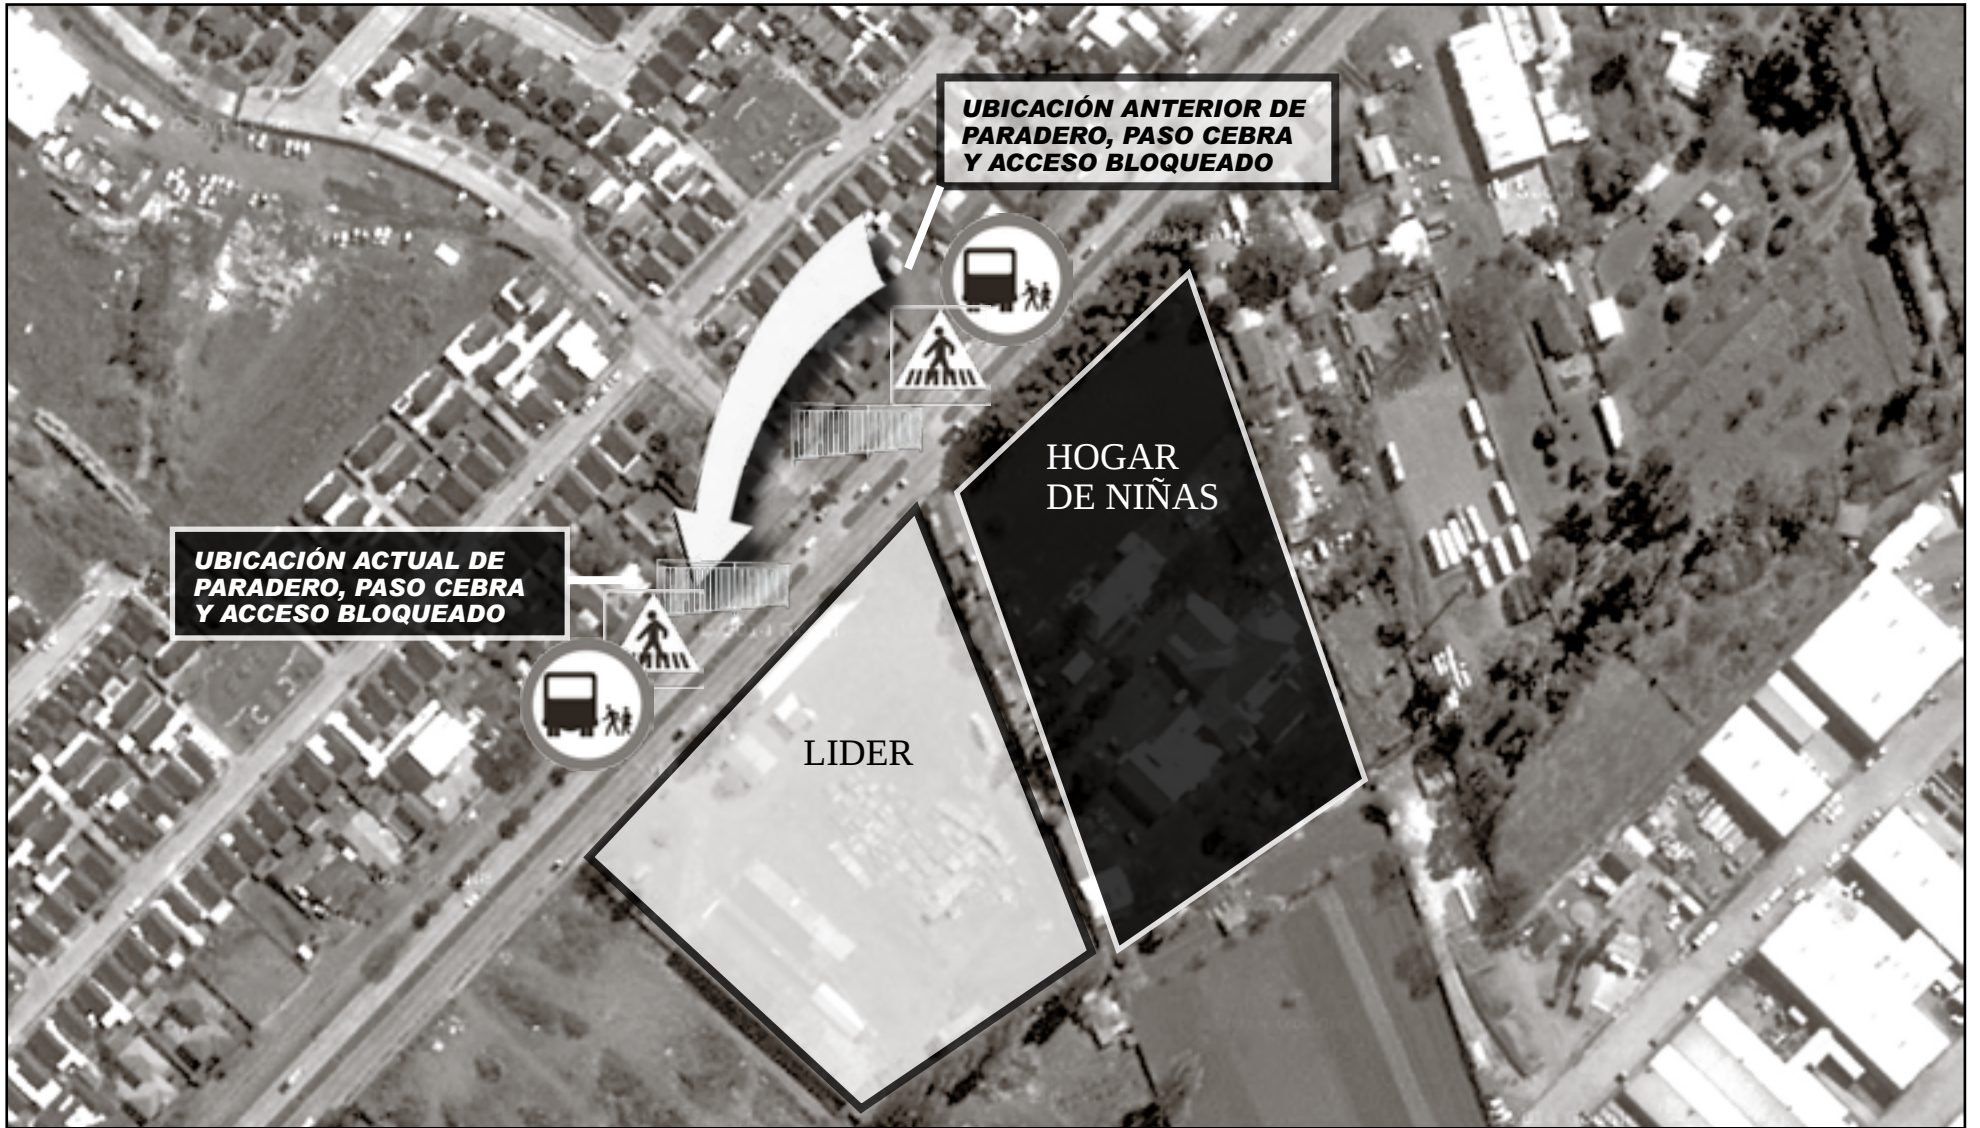 UBICACIÓN ANTERIOR DE
PARADERO, PASO CEBRA
Y ACCESO BLOQUEADO
HOGAR
DE NIÑAS
UBICACIÓN ACTUAL DE
PARADERO, PASO CEBRA
Y ACCESO BLOQUEADO
LIDER